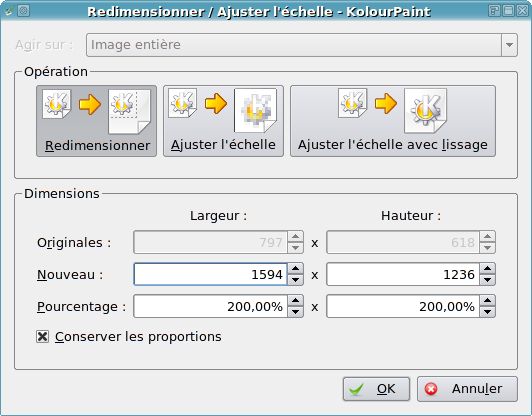 Redimensionner / Ajuster l'échelle - KolourPaint
Agir sur : Image entière
Opération
Redimensionner Ajuster l'échelle Ajuster l'échelle avec lissage
Dimensions
Largeur : Hauteur :
Originales : 797 x 618
Nouveau : 1594 x 1236
Pourcentage : 200,00% x 200,00%
Conserver les proportions
OK Annuler